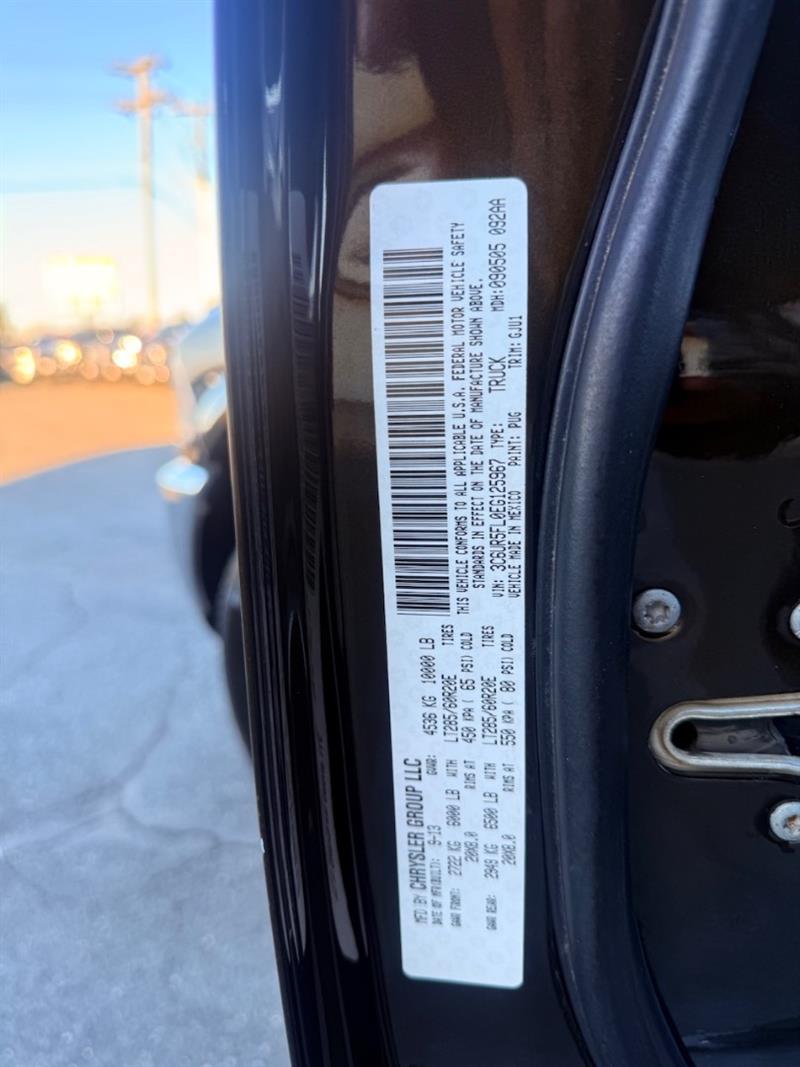 MFD BY CHRYSLER GROUP LLC
DATE OF MFR(BUILT): 9-13 GVWR: 4536 KG 10000 LB
GAWR FRONT: 2722 KG 6000 LB WITH LT285/60R20E TIRES
20X8.0 RIMS AT 450 KPA ( 65 PSI) COLD
GAWR REAR: 2949 KG 6500 LB WITH LT285/60R20E TIRES
20X8.0 RIMS AT 550 KPA ( 80 PSI) COLD
THIS VEHICLE CONFORMS TO ALL APPLICABLE U.S.A. FEDERAL MOTOR VEHICLE SAFETY
STANDARDS IN EFFECT ON THE DATE OF MANUFACTURE SHOWN ABOVE.
VIN: 3C6UR5FL0EG125967 TYPE: TRUCK MDH:090505 092AA
VEHICLE MADE IN MEXICO PAINT: PUG TRIM: GJU1